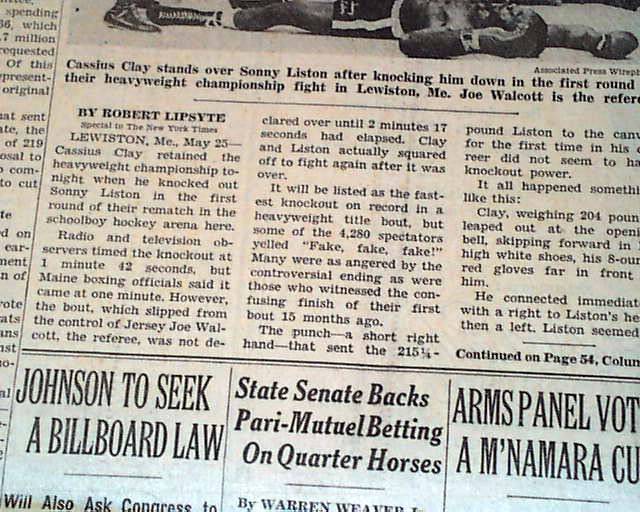 spending
which
.7 million
requested
Of this
original
Associated Press
Cassius Clay stands over Sonny Liston after knocking him down in the first round
their heavyweight championship fight in Lewiston, Me. Joe Walcott is the
BY ROBERT LIPSYTE
Special to The New York Times
LEWISTON, Me., May 25—
Cassius Clay retained the
heavyweight championship to-
night when he knocked out
Sonny Liston in the first
round of their rematch in the
schoolboy hockey arena here.
Radio and television ob-
servers timed the knockout at
1 minute 42 seconds, but
Maine boxing officials said it
came at one minute. However,
the bout, which slipped from
the control of Jersey Joe Wal-
cott, the referee, was not de-
clared over until 2 minutes 17
seconds had elapsed. Clay
and Liston actually squared
off to fight again after it was
over.
It will be listed as the fast-
est knockout on record in a
heavyweight title bout, but
some of the 4,280 spectators
yelled "Fake, fake, fake!"
Many were as angered by the
controversial ending as were
those who witnessed the con-
fusing finish of their first
bout 15 months ago.
The punch—a short right
hand—that sent the 215¼-
pound Liston to the
for the first time in his
reer did not seem to
knockout power.
It all happened
like this:
Clay, weighing 204
leaped out at the
bell, skipping forward in
high white shoes, his
red gloves far in front
him.
He connected
with a right to Liston's
then a left. Liston seemed
Continued on Page 54,
JOHNSON TO SEEK
A BILLBOARD LAW
Will Also Ask Congress to
State Senate Backs
Pari-Mutuel Betting
On Quarter Horses
By WARREN WEAVER
ARMS PANEL
A M'NAMARA